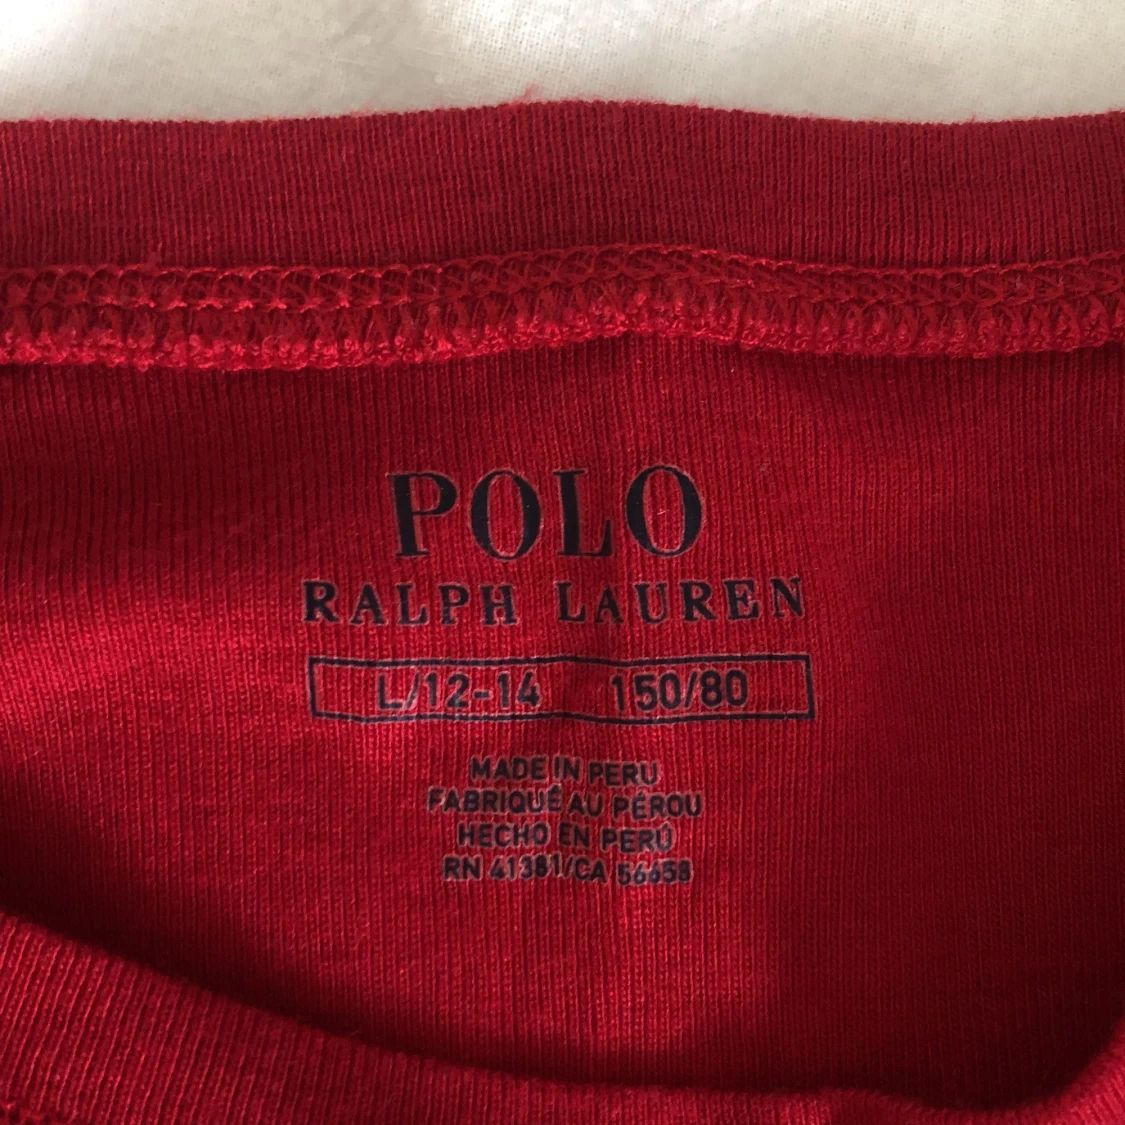 POLO
RALPH LAUREN
L/12-14 150/80
MADE IN PERU
FABRIQUÉ AU PÉROU
HECHO EN PERÚ
RN 41381/CA 56658